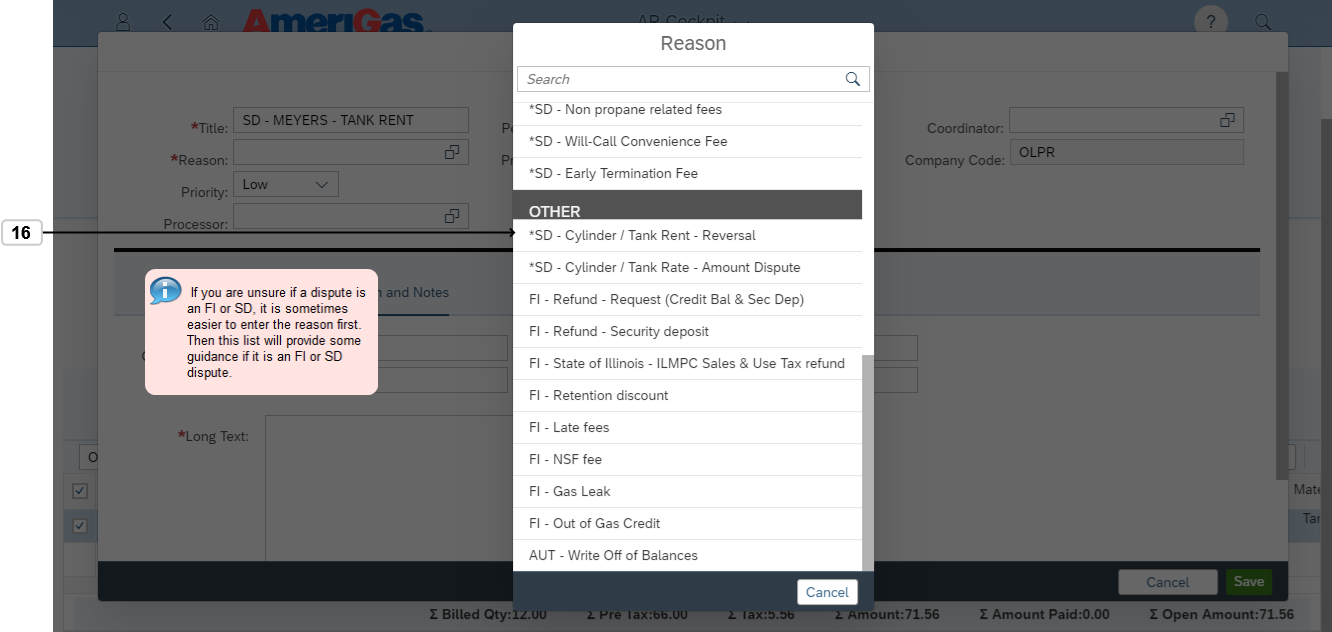 AmeriGas
AR Cockpit
?
Reason
Search
*SD - Non propane related fees
*SD - Will-Call Convenience Fee
*SD - Early Termination Fee
OTHER
*SD - Cylinder / Tank Rent - Reversal
*SD - Cylinder / Tank Rate - Amount Dispute
FI - Refund - Request (Credit Bal & Sec Dep)
FI - Refund - Security deposit
FI - State of Illinois - ILMPC Sales & Use Tax refund
FI - Retention discount
FI - Late fees
FI - NSF fee
FI - Gas Leak
FI - Out of Gas Credit
AUT - Write Off of Balances
Cancel
*Title: SD - MEYERS - TANK RENT
*Reason:
Priority: Low
Processor:
Coordinator:
Company Code: OLPR
16
If you are unsure if a dispute is
an FI or SD, it is sometimes
easier to enter the reason first.
Then this list will provide some
guidance if it is an FI or SD
dispute.
and Notes
*Long Text:
Cancel Save
Σ Billed Qty:12.00 Σ Pre Tax:66.00 Σ Tax:5.56 Σ Amount:71.56 Σ Amount Paid:0.00 Σ Open Amount:71.56